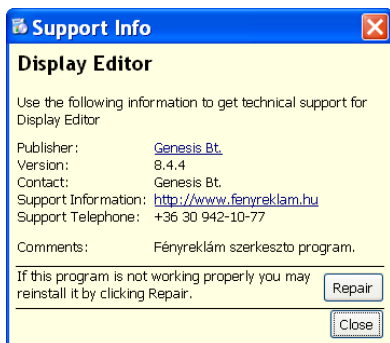 Support Info
Display Editor
Use the following information to get technical support for
Display Editor
Publisher: Genesis Bt.
Version: 8.4.4
Contact: Genesis Bt.
Support Information: http://www.fenyreklam.hu
Support Telephone: +36 30 942-10-77
Comments: Fényreklám szerkeszto program.
If this program is not working properly you may
reinstall it by clicking Repair.
Repair
Close